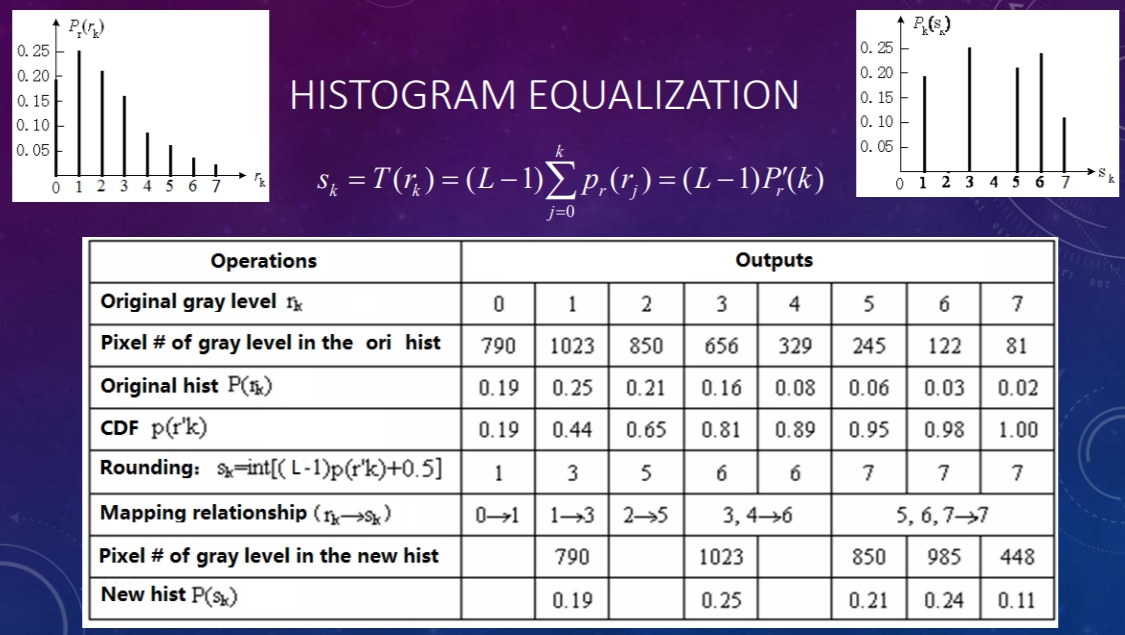 P_r(r_k)
0.25
0.20
0.15
0.10
0.05
0 1 2 3 4 5 6 7 r_k
HISTOGRAM EQUALIZATION
s_k = T(r_k) = (L−1)∑_{j=0}^{k} p_r(r_j) = (L−1)P_r′(k)
P_k(s_k)
0.25
0.20
0.15
0.10
0.05
0 1 2 3 4 5 6 7 s_k
Operations Outputs
Original gray level r_k 0 1 2 3 4 5 6 7
Pixel # of gray level in the ori hist 790 1023 850 656 329 245 122 81
Original hist P(r_k) 0.19 0.25 0.21 0.16 0.08 0.06 0.03 0.02
CDF p(r'k) 0.19 0.44 0.65 0.81 0.89 0.95 0.98 1.00
Rounding: s_k=int[( L-1)p(r'k)+0.5] 1 3 5 6 6 7 7 7
Mapping relationship (r_k→s_k) 0→1 1→3 2→5 3, 4→6 5, 6, 7→7
Pixel # of gray level in the new hist 790 1023 850 985 448
New hist P(s_k) 0.19 0.25 0.21 0.24 0.11